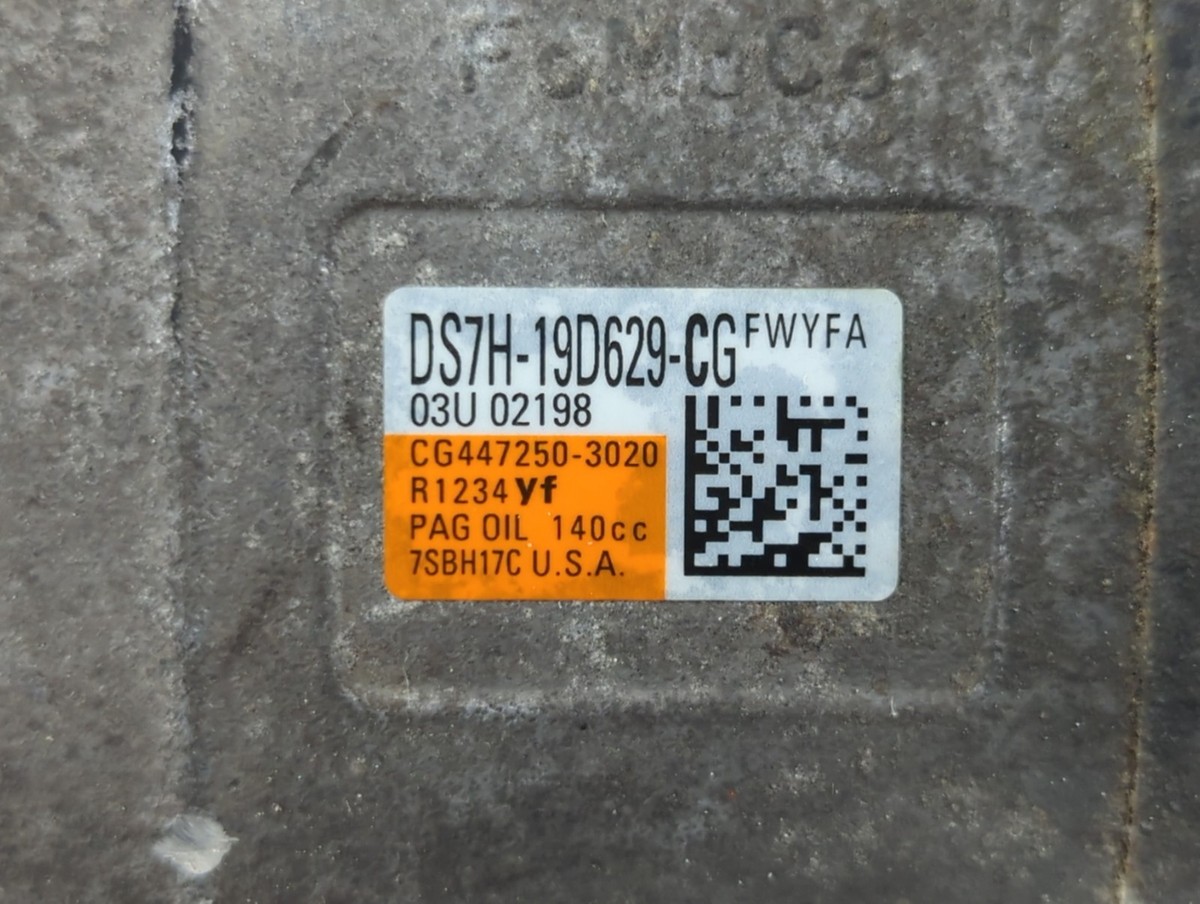 FoMoCo
DS7H-19D629-CG FWYFA
03U 02198
CG447250-3020
R1234yf
PAG OIL 140cc
7SBH17C U.S.A.